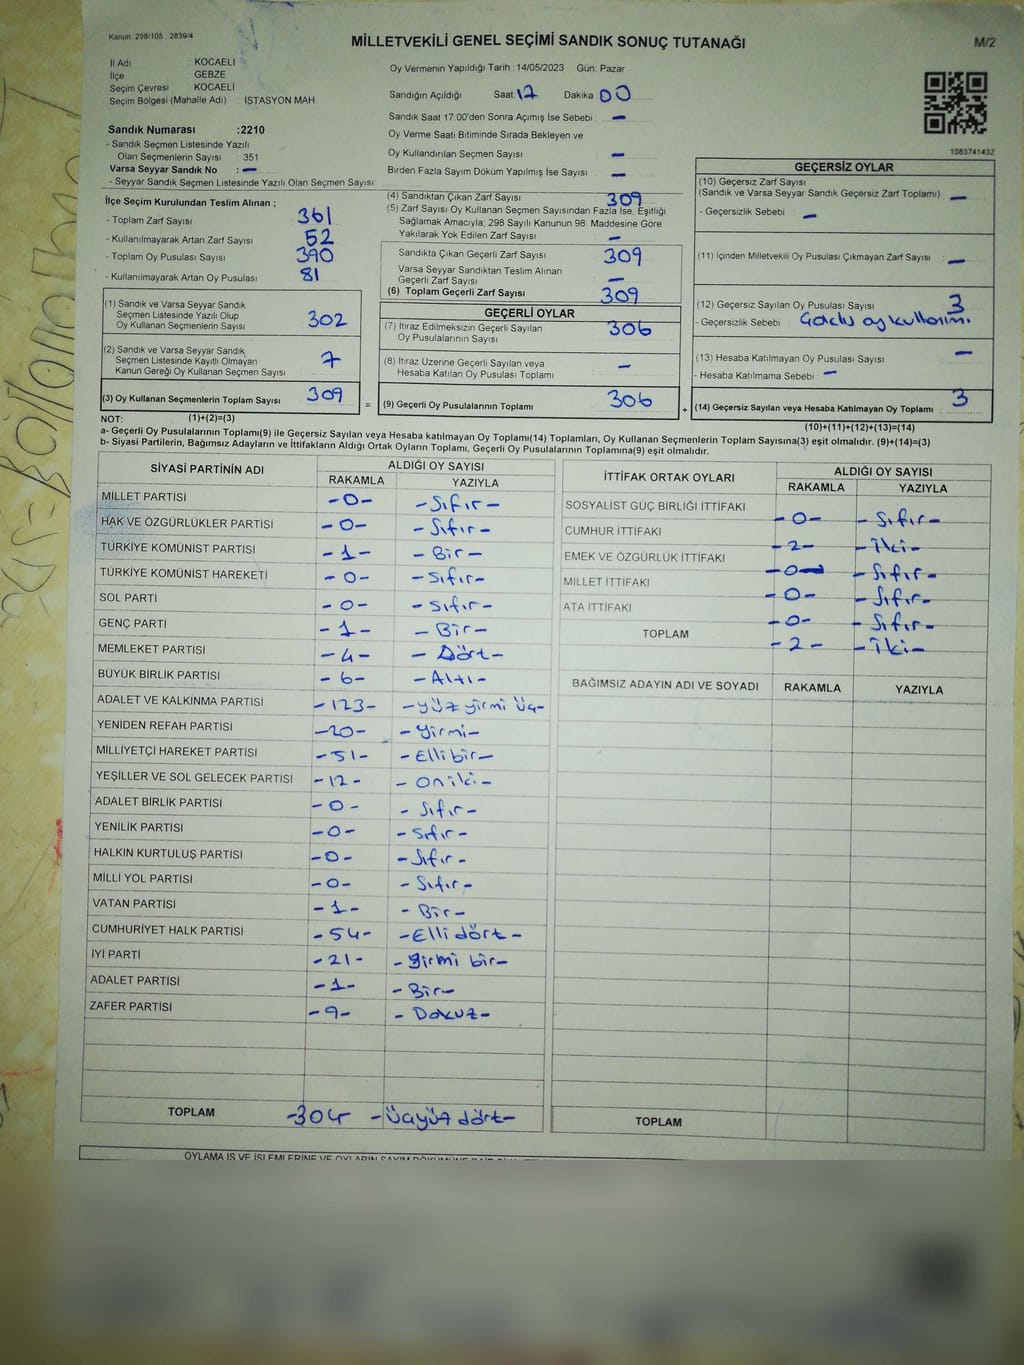 Kanun 298/105 , 2839/4
MİLLETVEKİLİ GENEL SEÇİMİ SANDIK SONUÇ TUTANAĞI
M/2
İl Adı : KOCAELİ
İlçe : GEBZE
Seçim Çevresi : KOCAELİ
Seçim Bölgesi (Mahalle Adı) : İSTASYON MAH.
Sandık Numarası :2210
- Sandık Seçmen Listesinde Yazılı
Olan Seçmenlerin Sayısı : 351
Varsa Seyyar Sandık No : -
- Seyyar Sandık Seçmen Listesinde Yazılı Olan Seçmen Sayısı
Oy Vermenin Yapıldığı Tarih :14/05/2023 Gün: Pazar
Sandığın Açıldığı Saat: 17 Dakika 00
Sandık Saat 17:00'den Sonra Açımış İse Sebebi : -
Oy Verme Saati Bitiminde Sırada Bekleyen ve
Oy Kullandırılan Seçmen Sayısı -
Birden Fazla Sayım Döküm Yapılmış İse Sayısı -
1083741432
İlçe Seçim Kurulundan Teslim Alınan ;
- Toplam Zarf Sayısı 361
- Kullanılmayarak Artan Zarf Sayısı 52
- Toplam Oy Pusulası Sayısı 390
- Kullanılmayarak Artan Oy Pusulası 81
(1) Sandık ve Varsa Seyyar Sandık
Seçmen Listesinde Yazılı Olup
Oy Kullanan Seçmenlerin Sayısı 302
(2) Sandık ve Varsa Seyyar Sandık
Seçmen Listesinde Kayıtlı Olmayan
Kanun Gereği Oy Kullanan Seçmen Sayısı 7
(3) Oy Kullanan Seçmenlerin Toplam Sayısı 309
(4) Sandıktan Çıkan Zarf Sayısı 309
(5) Zarf Sayısı Oy Kullanan Seçmen Sayısından Fazla İse, Eşitliği
Sağlamak Amacıyla; 298 Sayılı Kanunun 98. Maddesine Göre
Yakılarak Yok Edilen Zarf Sayısı -
Sandıkta Çıkan Geçerli Zarf Sayısı 309
Varsa Seyyar Sandıktan Teslim Alınan
Geçerli Zarf Sayısı -
(6) Toplam Geçerli Zarf Sayısı 309
GEÇERLİ OYLAR
(7) İtiraz Edilmeksizin Geçerli Sayılan
Oy Pusulalarının Sayısı 306
(8) İtiraz Üzerine Geçerli Sayılan veya
Hesaba Katılan Oy Pusulası Toplamı -
= (9) Geçerli Oy Pusulalarının Toplamı 306
GEÇERSİZ OYLAR
(10) Geçersiz Zarf Sayısı
(Sandık ve Varsa Seyyar Sandık Geçersiz Zarf Toplamı) -
- Geçersizlik Sebebi : -
(11) İçinden Milletvekili Oy Pusulası Çıkmayan Zarf Sayısı -
(12) Geçersiz Sayılan Oy Pusulası Sayısı 3
- Geçersizlik Sebebi :
(13) Hesaba Katılmayan Oy Pusulası Sayısı -
- Hesaba Katılmama Sebebi : -
+ (14) Geçersiz Sayılan veya Hesaba Katılmayan Oy Toplamı 3
NOT: (1)+(2)=(3)
(10)+(11)+(12)+(13)=(14)
a- Geçerli Oy Pusulalarının Toplamı(9) ile Geçersiz Sayılan veya Hesaba katılmayan Oy Toplamı(14) Toplamları, Oy Kullanan Seçmenlerin Toplam Sayısına(3) eşit olmalıdır. (9)+(14)=(3)
b- Siyasi Partilerin, Bağımsız Adayların ve İttifakların Aldığı Ortak Oyların Toplamı, Geçerli Oy Pusulalarının Toplamına(9) eşit olmalıdır.
SİYASİ PARTİNİN ADI ALDIĞI OY SAYISI
RAKAMLA YAZIYLA
MİLLET PARTİSİ -0- -Sıfır-
HAK VE ÖZGÜRLÜKLER PARTİSİ -0- -Sıfır-
TÜRKİYE KOMÜNİST PARTİSİ -1- -Bir-
TÜRKİYE KOMÜNİST HAREKETİ -0- -Sıfır-
SOL PARTİ -0- -Sıfır-
GENÇ PARTİ -1- -Bir-
MEMLEKET PARTİSİ -4- -Dört-
BÜYÜK BİRLİK PARTİSİ -6- -Altı-
ADALET VE KALKINMA PARTİSİ -123- -Yüz yirmi üç-
YENİDEN REFAH PARTİSİ -20- -Yirmi-
MİLLİYETÇİ HAREKET PARTİSİ -51- -Ellibir-
YEŞİLLER VE SOL GELECEK PARTİSİ -12- -oniki-
ADALET BİRLİK PARTİSİ -0- -Sıfır-
YENİLİK PARTİSİ -0- -Sıfır-
HALKIN KURTULUŞ PARTİSİ -0- -Sıfır-
MİLLİ YOL PARTİSİ -0- -Sıfır-
VATAN PARTİSİ -1- -Bir-
CUMHURİYET HALK PARTİSİ -54- -Elli dört-
İYİ PARTİ -21- -Yirmi bir-
ADALET PARTİSİ -1- -Bir-
ZAFER PARTİSİ -9- -Dokuz-
TOPLAM -304 -Üçyüz dört-
İTTİFAK ORTAK OYLARI ALDIĞI OY SAYISI
RAKAMLA YAZIYLA
SOSYALİST GÜÇ BİRLİĞİ İTTİFAKI -0- -Sıfır-
CUMHUR İTTİFAKI -2- -İki-
EMEK VE ÖZGÜRLÜK İTTİFAKI -0- -Sıfır-
MİLLET İTTİFAKI -0- -Sıfır-
ATA İTTİFAKI -0- -Sıfır-
TOPLAM -2- -İki-
BAĞIMSIZ ADAYIN ADI VE SOYADI RAKAMLA YAZIYLA
TOPLAM